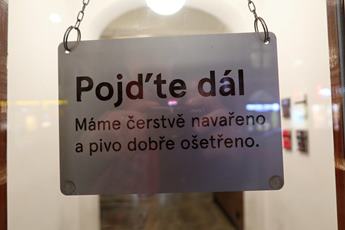 Pojďte dál
Máme čerstvě navařeno
a pivo dobře ošetřeno.